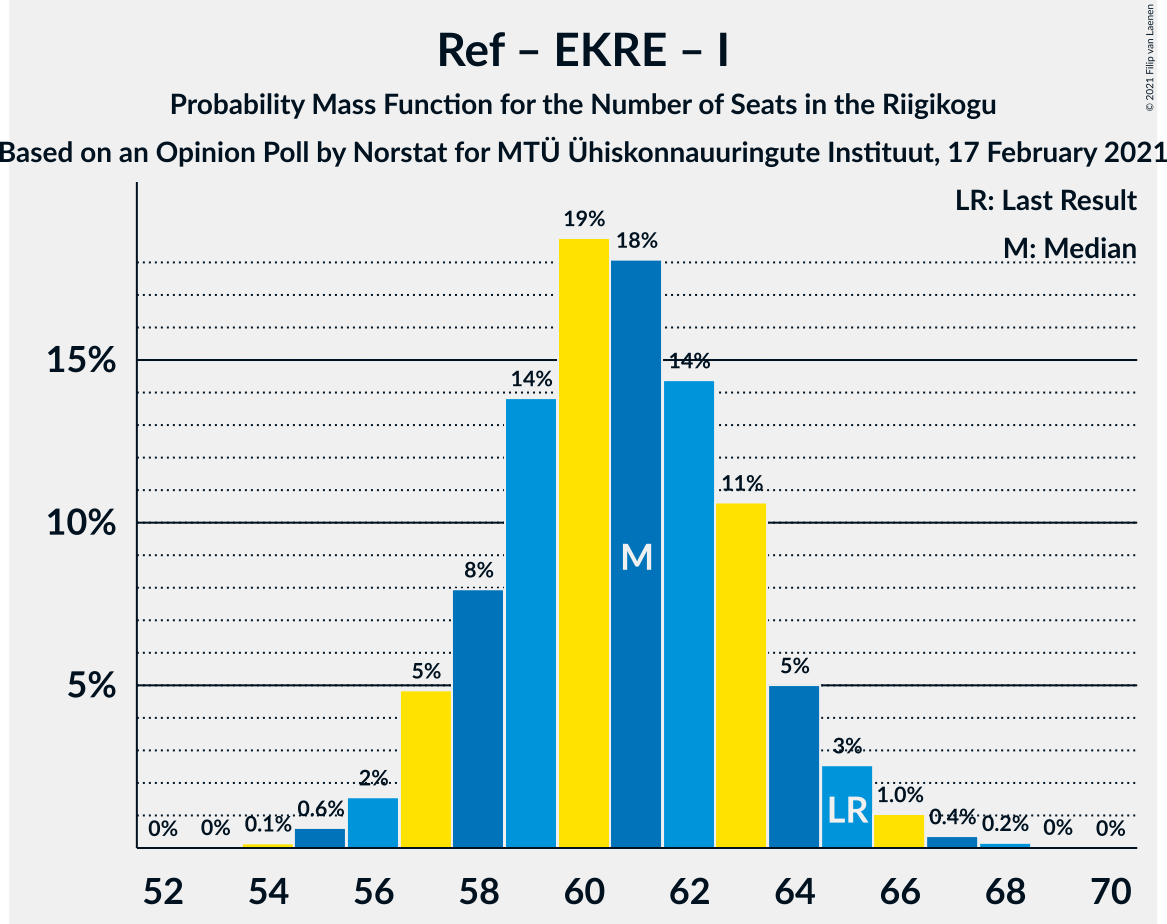 Ref – EKRE – I
Probability Mass Function for the Number of Seats in the Riigikogu
Based on an Opinion Poll by Norstat for MTÜ Ühiskonnauuringute Instituut, 17 February 2021
© 2021 Filip van Laenen
LR: Last Result
M: Median
15%
10%
5%
0%
0%
0.1%
0.6%
2%
5%
8%
14%
19%
18%
14%
11%
5%
3%
1.0%
0.4%
0.2%
0%
0%
M
LR
52 54 56 58 60 62 64 66 68 70